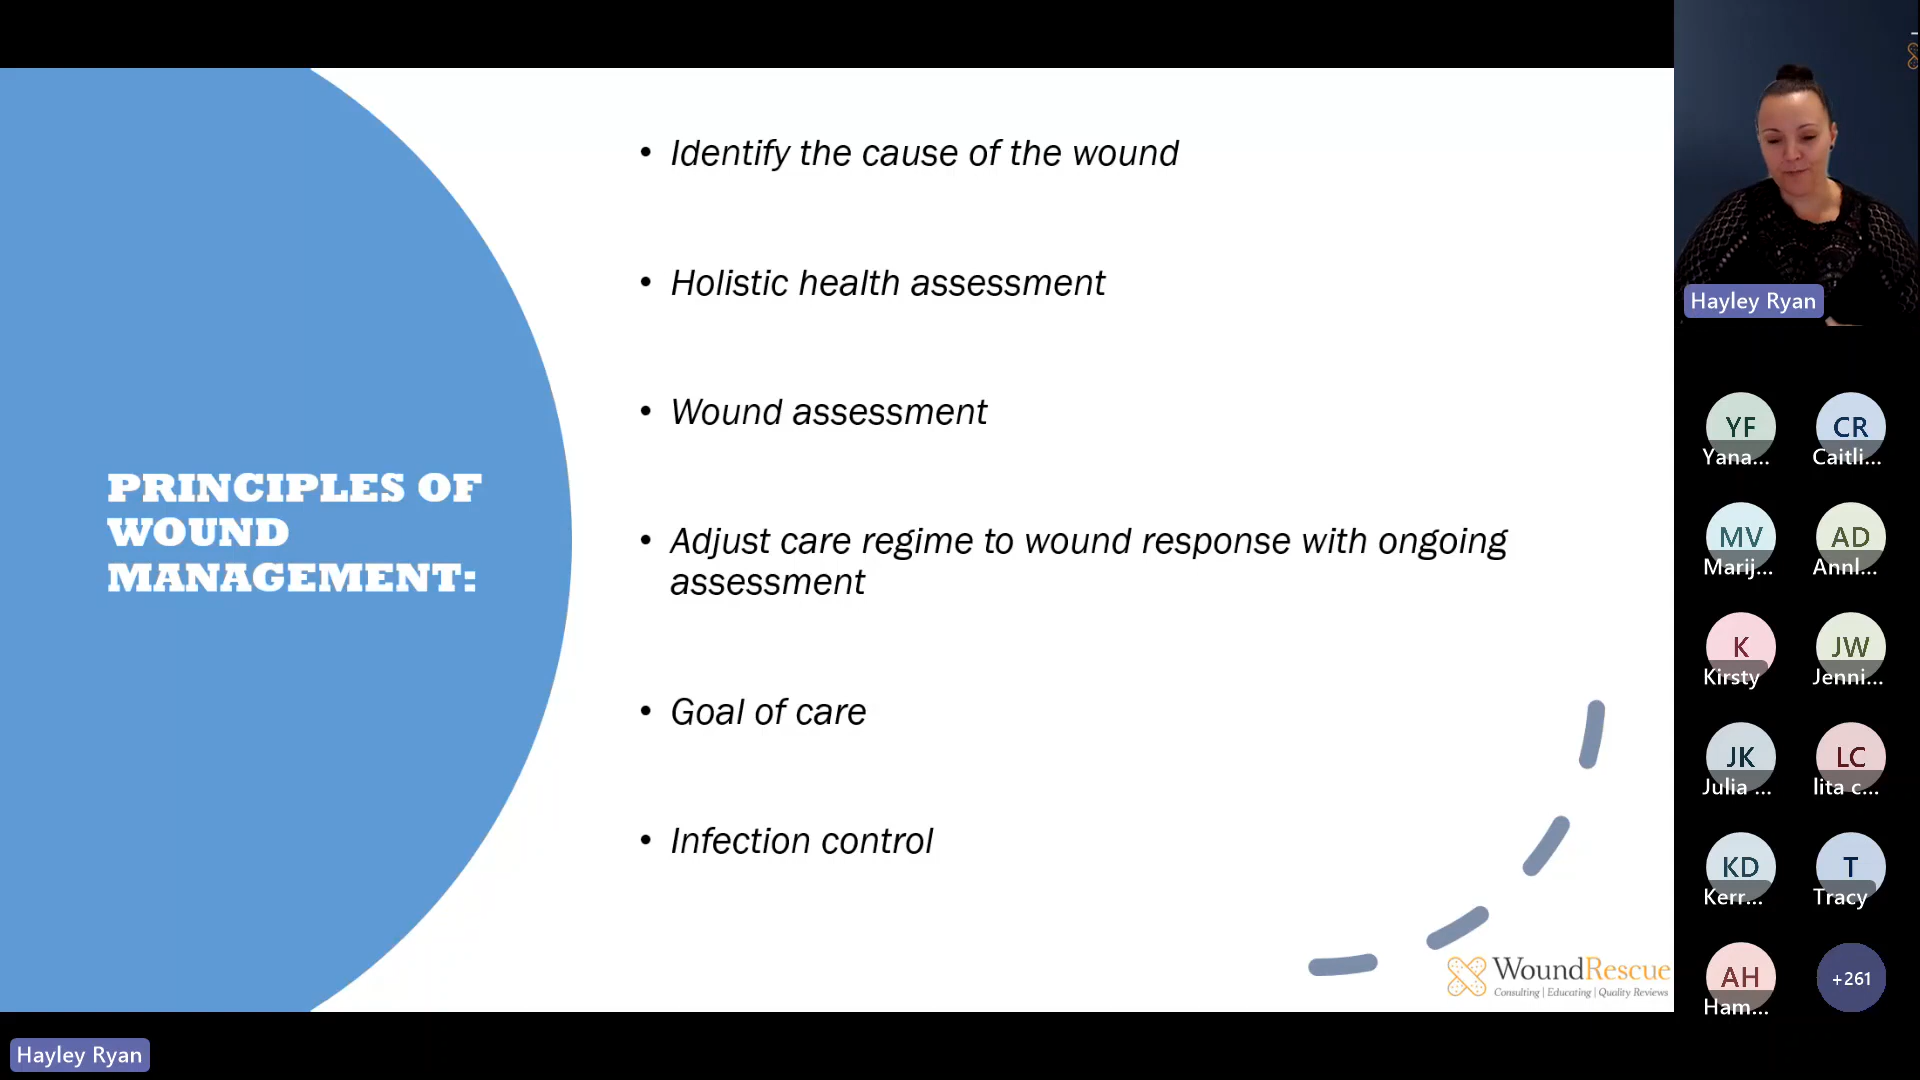 PRINCIPLES OF
WOUND
MANAGEMENT:
• Identify the cause of the wound
• Holistic health assessment
• Wound assessment
• Adjust care regime to wound response with ongoing
assessment
• Goal of care
• Infection control
WoundRescue
Consulting | Educating | Quality Reviews
Hayley Ryan
Hayley Ryan
YF
Yana...
CR
Caitli...
MV
Marij...
AD
Annl...
K
Kirsty
JW
Jenni...
JK
Julia ...
LC
lita c...
KD
Kerr...
T
Tracy
AH
Ham...
+261